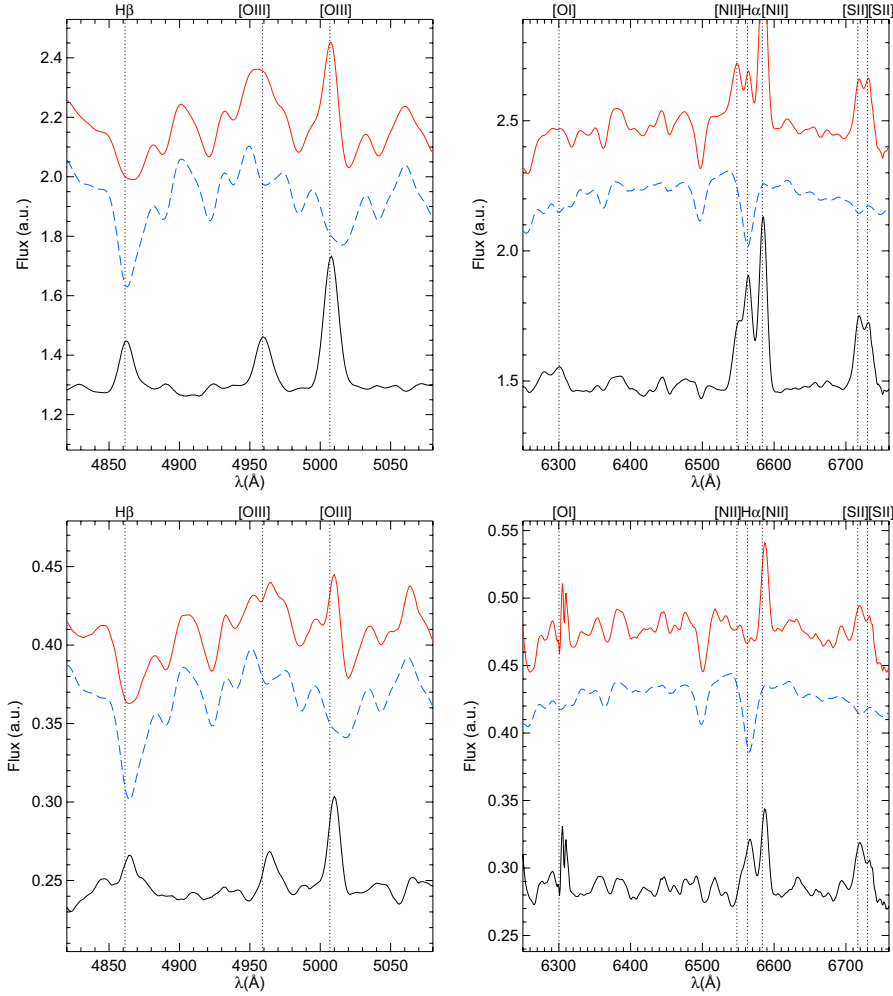 Hβ [OIII] [OIII]
2.4
2.2
2.0
1.8
1.6
1.4
1.2
Flux (a.u.)
4850 4900 4950 5000 5050
λ(Å)
[OI] [NII]Hα[NII] [SII][SII]
2.5
2.0
1.5
Flux (a.u.)
6300 6400 6500 6600 6700
λ(Å)
Hβ [OIII] [OIII]
0.45
0.40
0.35
0.30
0.25
Flux (a.u.)
4850 4900 4950 5000 5050
λ(Å)
[OI] [NII]Hα[NII] [SII][SII]
0.55
0.50
0.45
0.40
0.35
0.30
0.25
Flux (a.u.)
6300 6400 6500 6600 6700
λ(Å)